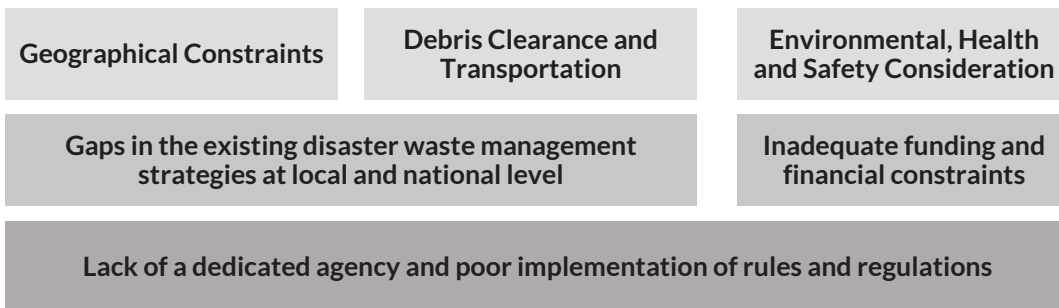 Geographical Constraints
Debris Clearance and
Transportation
Environmental, Health
and Safety Consideration
Gaps in the existing disaster waste management
strategies at local and national level
Inadequate funding and
financial constraints
Lack of a dedicated agency and poor implementation of rules and regulations